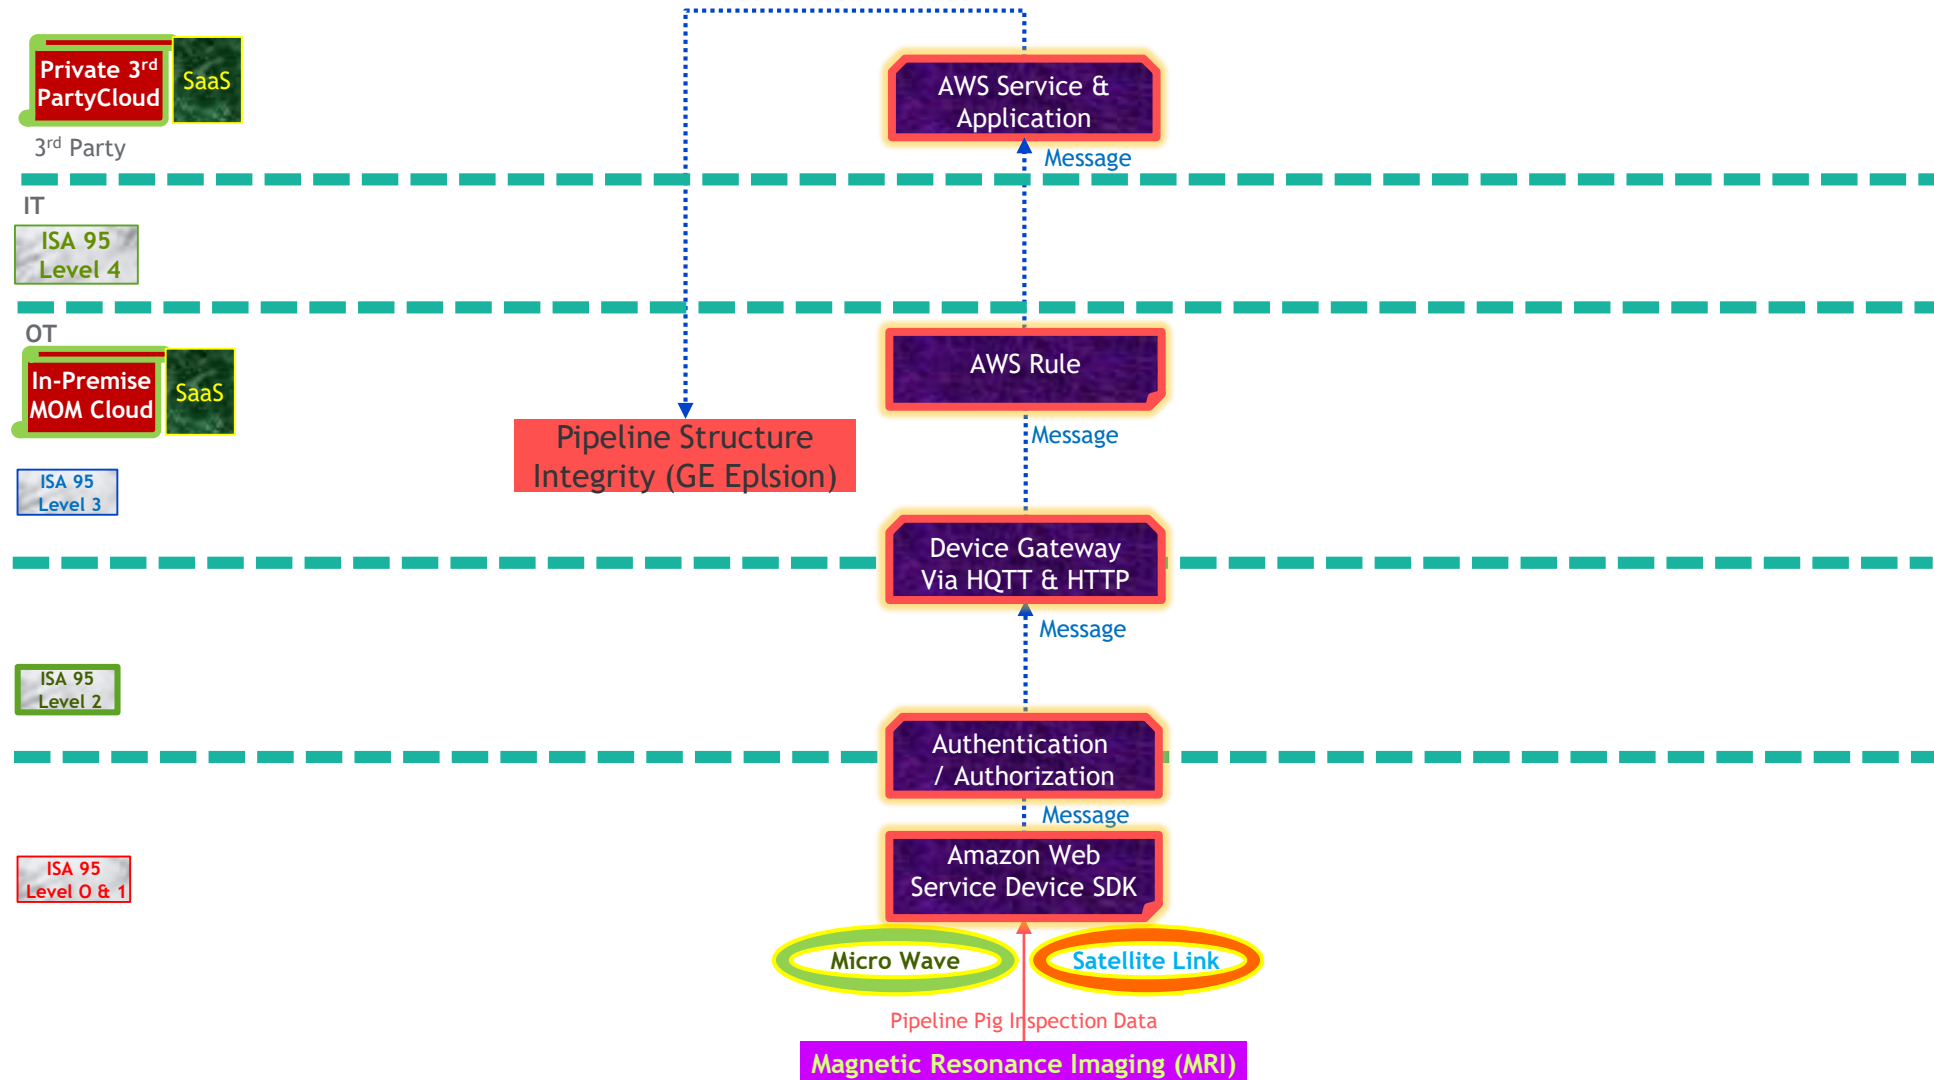 Private 3rd
PartyCloud
SaaS
3rd Party
AWS Service &
Application
Message
IT
ISA 95
Level 4
OT
In-Premise
MOM Cloud
SaaS
AWS Rule
Message
Pipeline Structure
Integrity (GE Eplsion)
ISA 95
Level 3
Device Gateway
Via HQTT & HTTP
Message
ISA 95
Level 2
Authentication
/ Authorization
Message
Amazon Web
Service Device SDK
ISA 95
Level O & 1
Micro Wave
Satellite Link
Pipeline Pig Inspection Data
Magnetic Resonance Imaging (MRI)